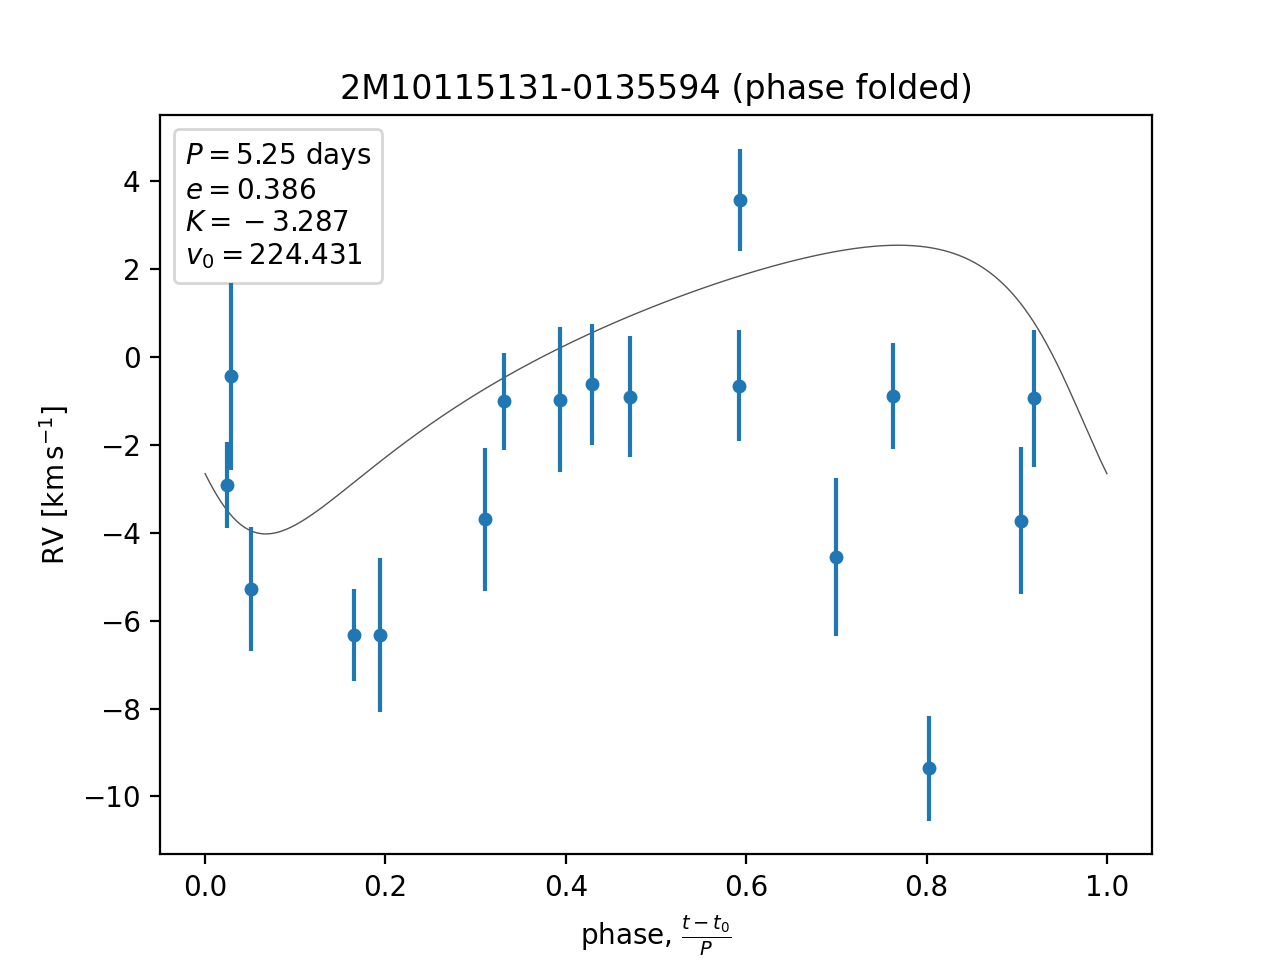 2M10115131-0135594 (phase folded)
P = 5.25 days
e = 0.386
K = −3.287
v₀ = 224.431
4
2
0
−2
−4
−6
−8
−10
RV [km s⁻¹]
0.0 0.2 0.4 0.6 0.8 1.0
phase, (t − t₀)/P